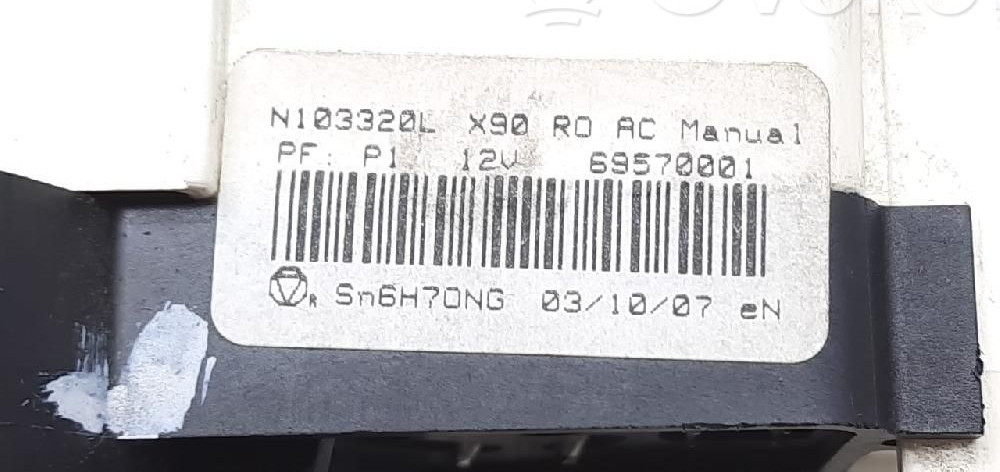 N103320L X90 RO AC Manual
PF: P1 12V 69570001
R Sn6H70NG 03/10/07 eN